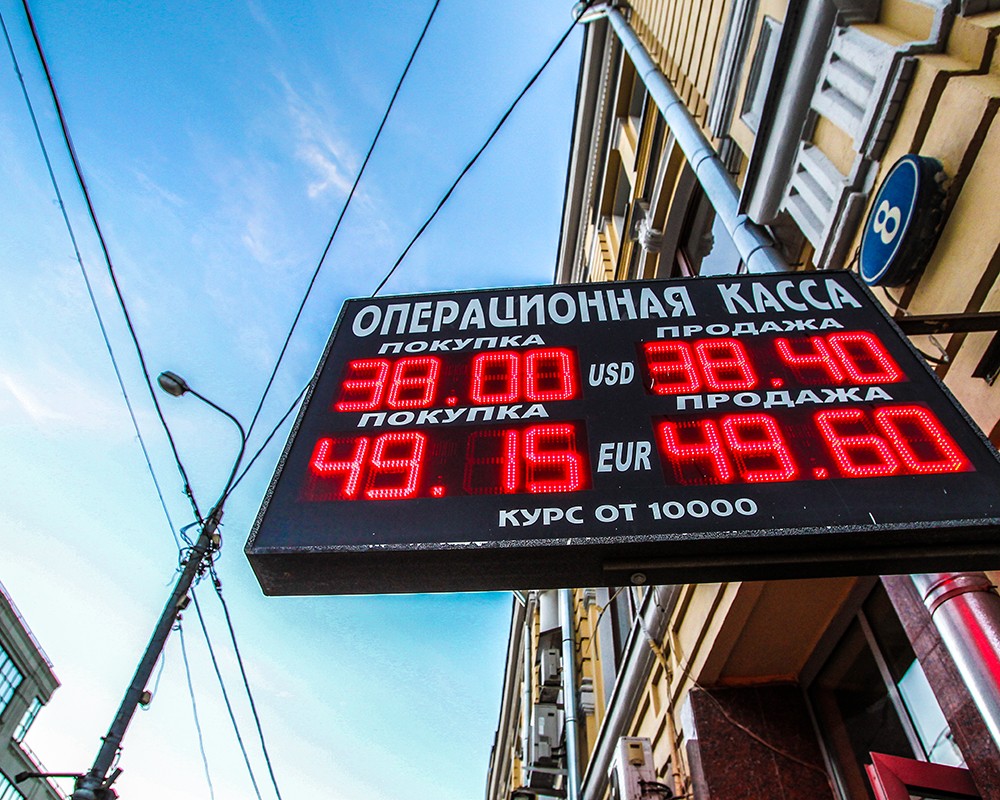 8
ОПЕРАЦИОННАЯ КАССА
ПОКУПКА ПРОДАЖА
38.00 USD 38.40
ПОКУПКА ПРОДАЖА
49.15 EUR 49.60
КУРС ОТ 10000